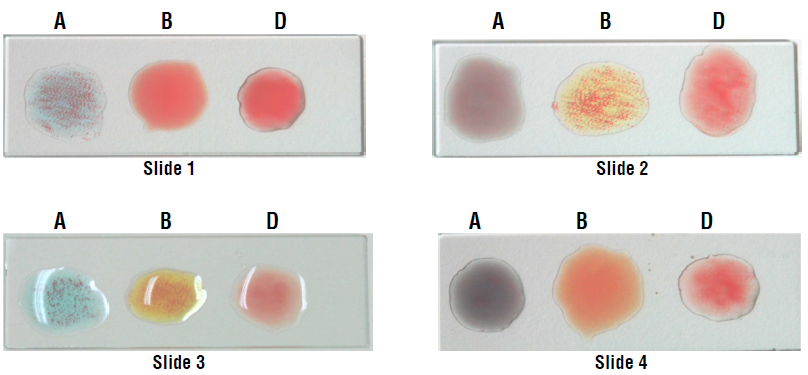 A B D
Slide 1
A B D
Slide 2
A B D
Slide 3
A B D
Slide 4